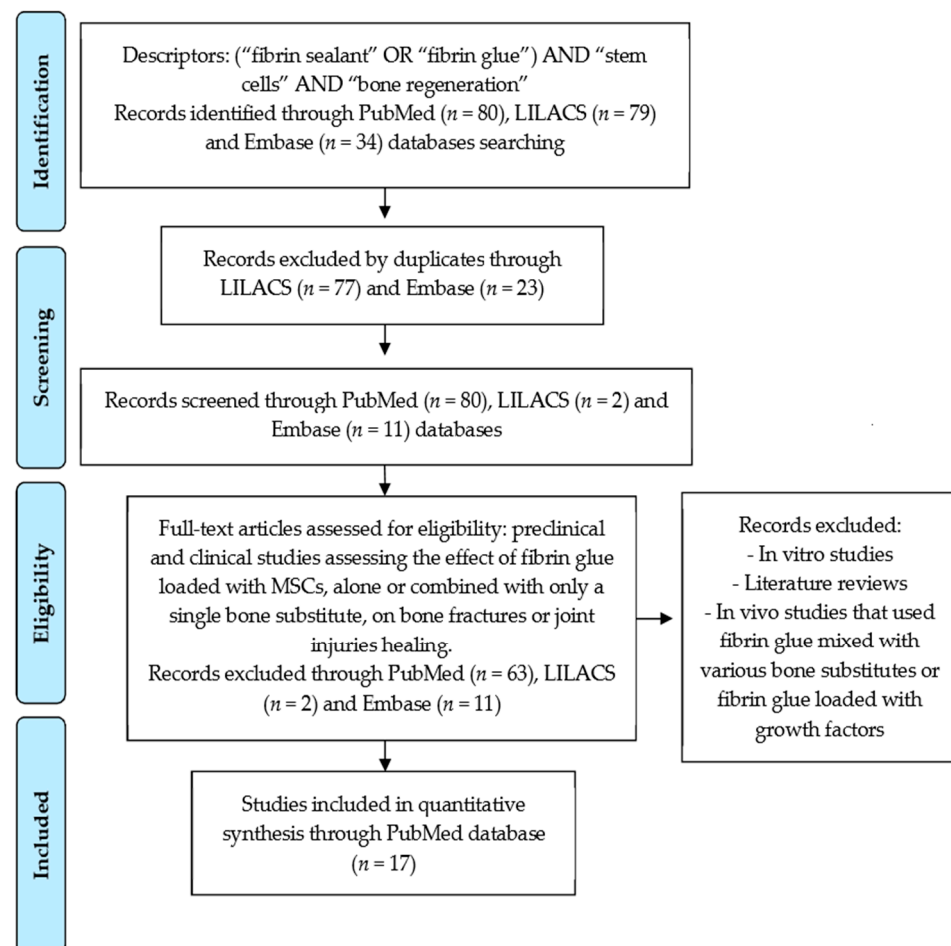 Identification
Descriptors: (“fibrin sealant” OR “fibrin glue”) AND “stem
cells” AND “bone regeneration”
Records identified through PubMed (n = 80), LILACS (n = 79)
and Embase (n = 34) databases searching
Screening
Records excluded by duplicates through
LILACS (n = 77) and Embase (n = 23)
Records screened through PubMed (n = 80), LILACS (n = 2) and
Embase (n = 11) databases
Eligibility
Full-text articles assessed for eligibility: preclinical
and clinical studies assessing the effect of fibrin glue
loaded with MSCs, alone or combined with only a
single bone substitute, on bone fractures or joint
injuries healing.
Records excluded through PubMed (n = 63), LILACS
(n = 2) and Embase (n = 11)
Records excluded:
- In vitro studies
- Literature reviews
- In vivo studies that used
fibrin glue mixed with
various bone substitutes or
fibrin glue loaded with
growth factors
Included
Studies included in quantitative
synthesis through PubMed database
(n = 17)